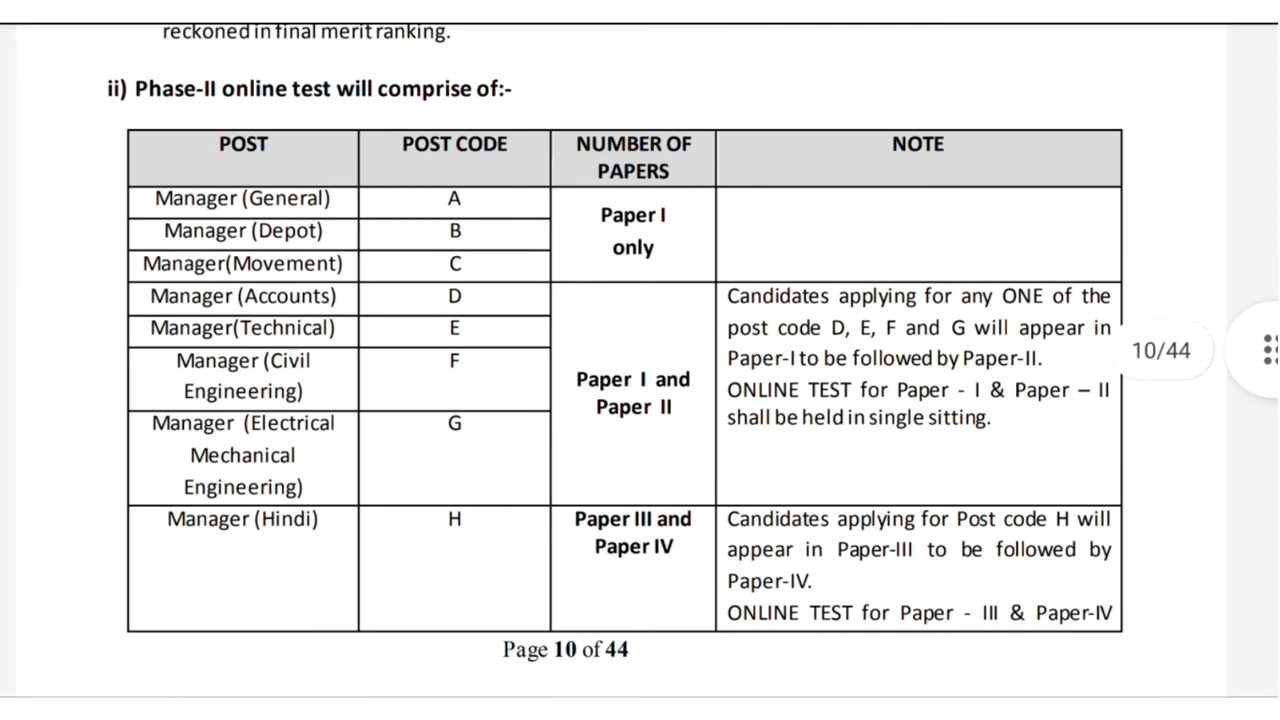 reckoned in final merit ranking.
ii) Phase-II online test will comprise of:-
POST POST CODE NUMBER OF PAPERS NOTE
Manager (General) A
Manager (Depot) B
Manager(Movement) C
Paper I
only
Manager (Accounts) D
Manager(Technical) E
Manager (Civil
Engineering) F
Manager (Electrical
Mechanical
Engineering) G
Paper I and
Paper II
Candidates applying for any ONE of the
post code D, E, F and G will appear in
Paper-I to be followed by Paper-II.
ONLINE TEST for Paper - I & Paper – II
shall be held in single sitting.
Manager (Hindi) H
Paper III and
Paper IV
Candidates applying for Post code H will
appear in Paper-III to be followed by
Paper-IV.
ONLINE TEST for Paper - III & Paper-IV
Page 10 of 44
10/44